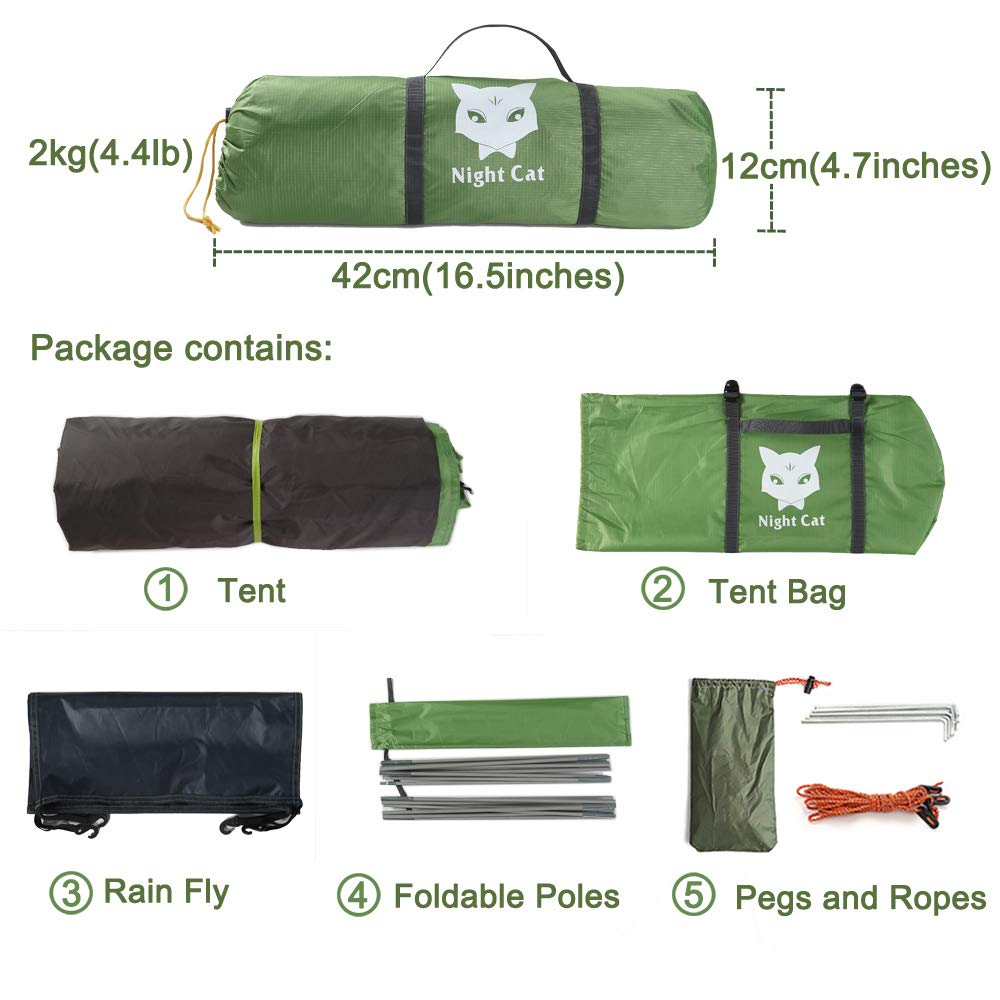 Night Cat
2kg(4.4lb)
12cm(4.7inches)
42cm(16.5inches)
Package contains:
Night Cat
1 Tent
2 Tent Bag
3 Rain Fly
4 Foldable Poles
5 Pegs and Ropes